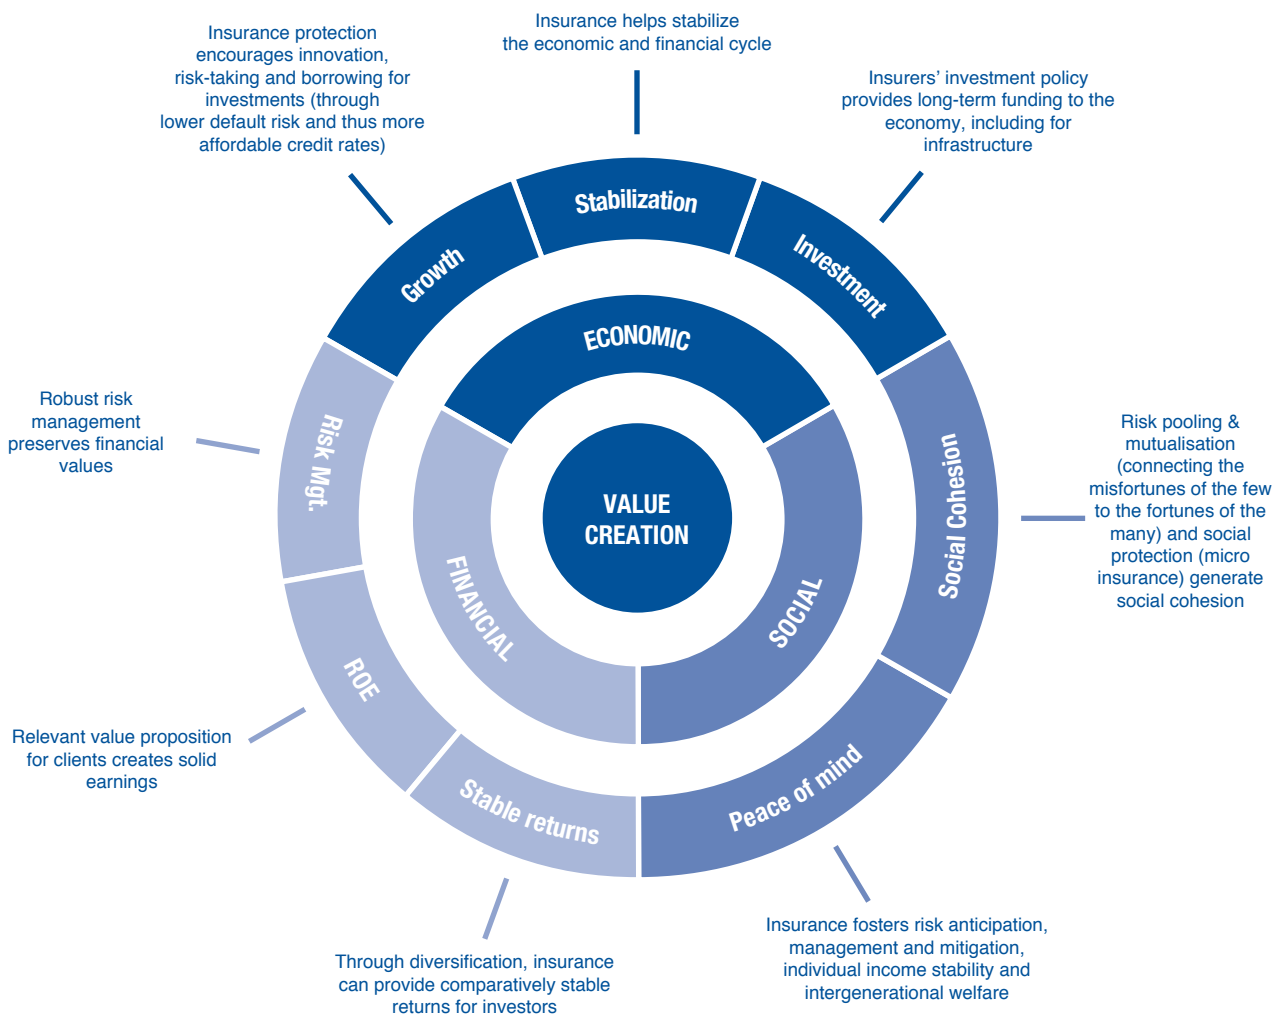 Insurance helps stabilize
the economic and financial cycle
Insurance protection
encourages innovation,
risk-taking and borrowing for
investments (through
lower default risk and thus more
affordable credit rates)
Insurers’ investment policy
provides long-term funding to the
economy, including for
infrastructure
Stabilization
Growth
Investment
ECONOMIC
Robust risk
management
preserves financial
values
Risk Mgt.
Social Cohesion
Risk pooling &
mutualisation
(connecting the
misfortunes of the few
to the fortunes of the
many) and social
protection (micro
insurance) generate
social cohesion
VALUE
CREATION
FINANCIAL
SOCIAL
ROE
Relevant value proposition
for clients creates solid
earnings
Stable returns
Peace of mind
Through diversification, insurance
can provide comparatively stable
returns for investors
Insurance fosters risk anticipation,
management and mitigation,
individual income stability and
intergenerational welfare